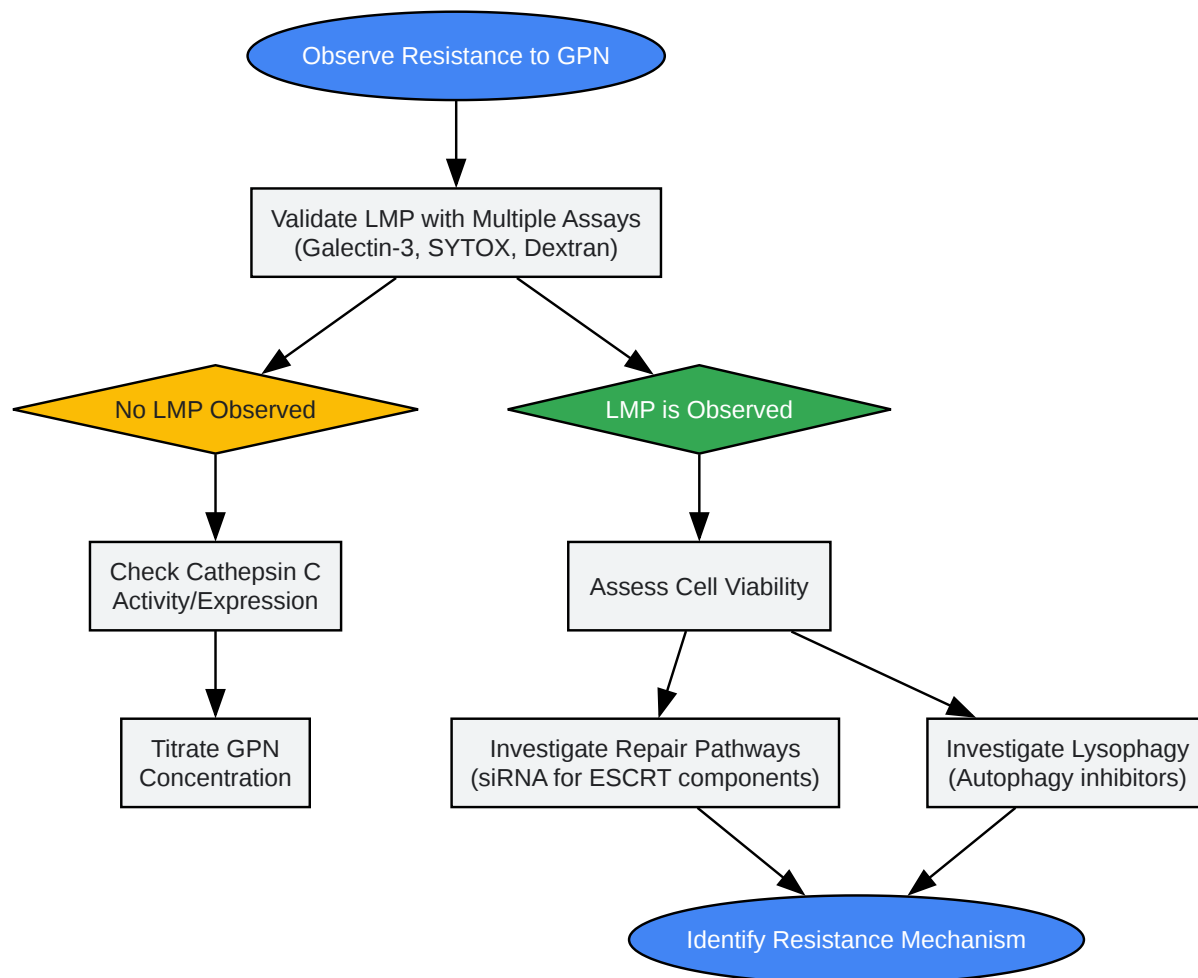 Observe Resistance to GPN
Validate LMP with Multiple Assays
(Galectin-3, SYTOX, Dextran)
No LMP Observed
LMP is Observed
Check Cathepsin C
Activity/Expression
Assess Cell Viability
Titrate GPN
Concentration
Investigate Repair Pathways
(siRNA for ESCRT components)
Investigate Lysophagy
(Autophagy inhibitors)
Identify Resistance Mechanism